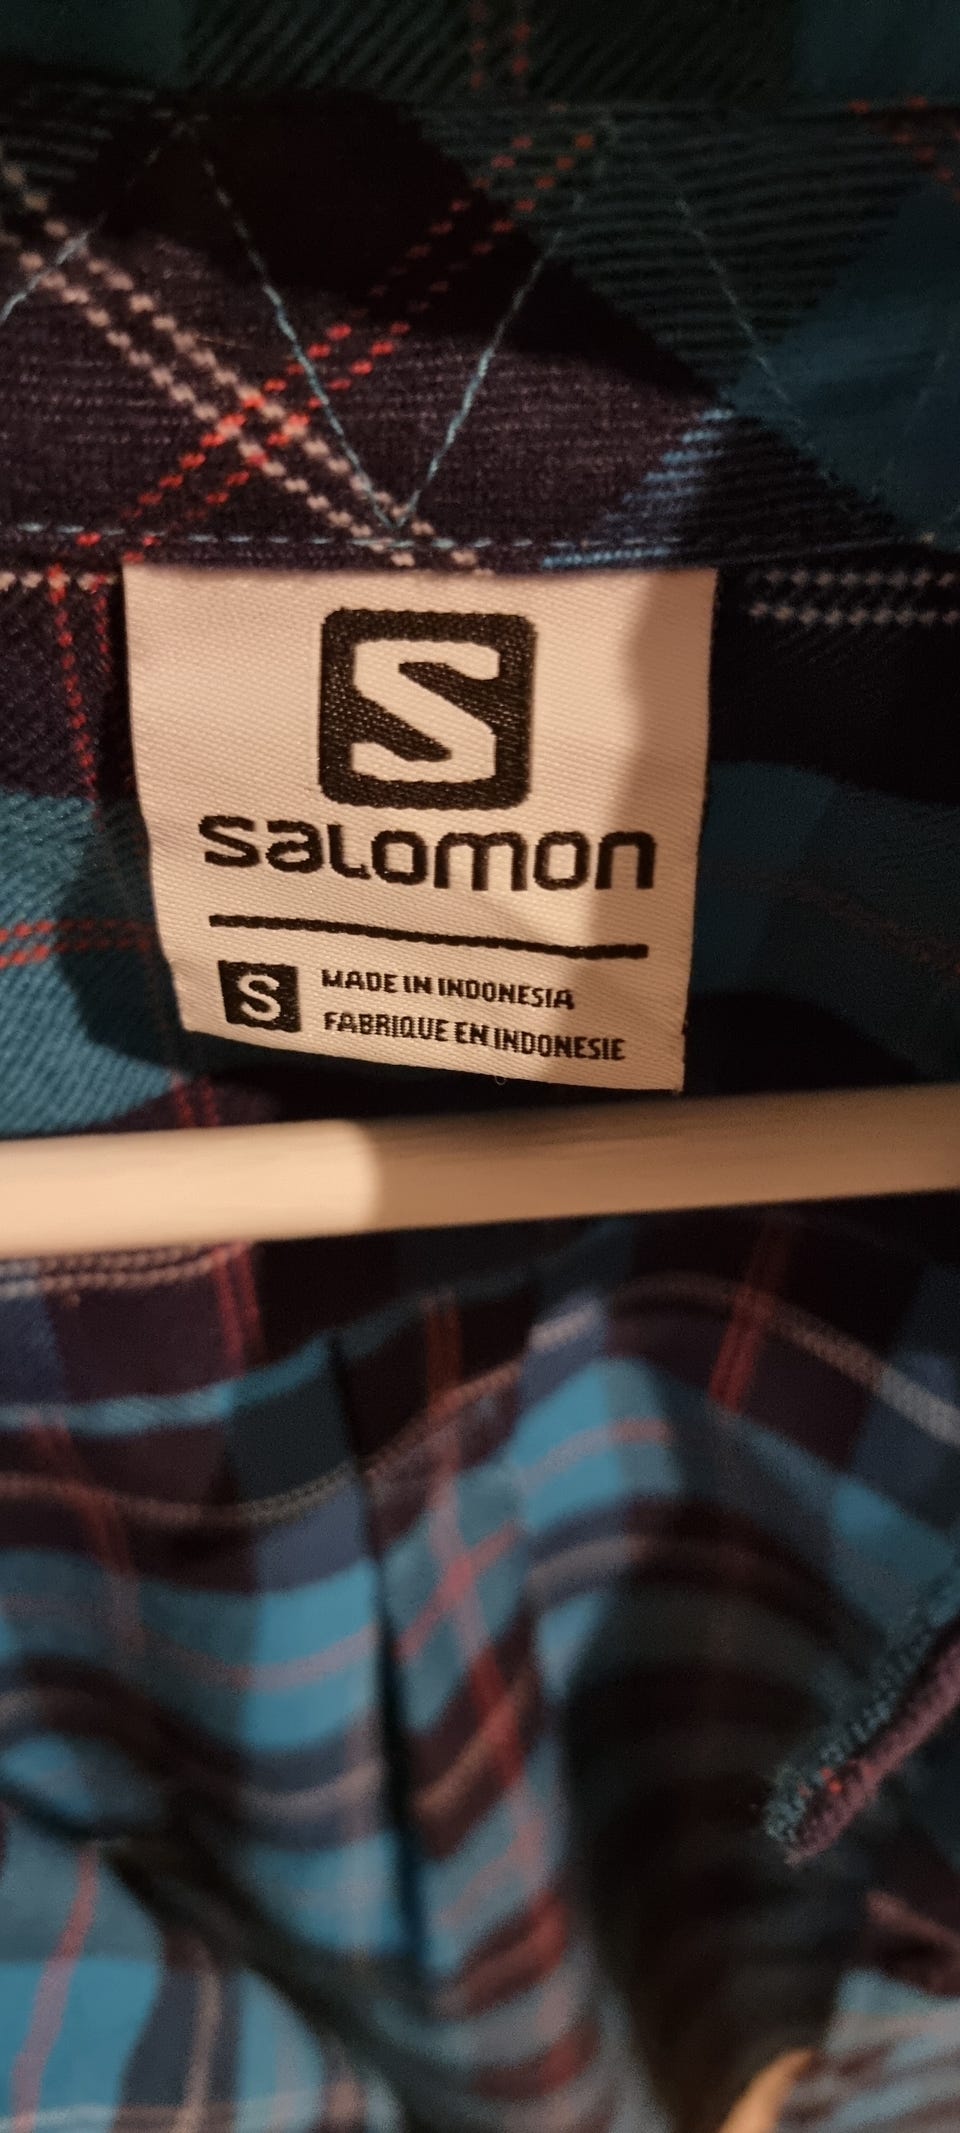 S
salomon
S MADE IN INDONESIA
FABRIQUE EN INDONESIE